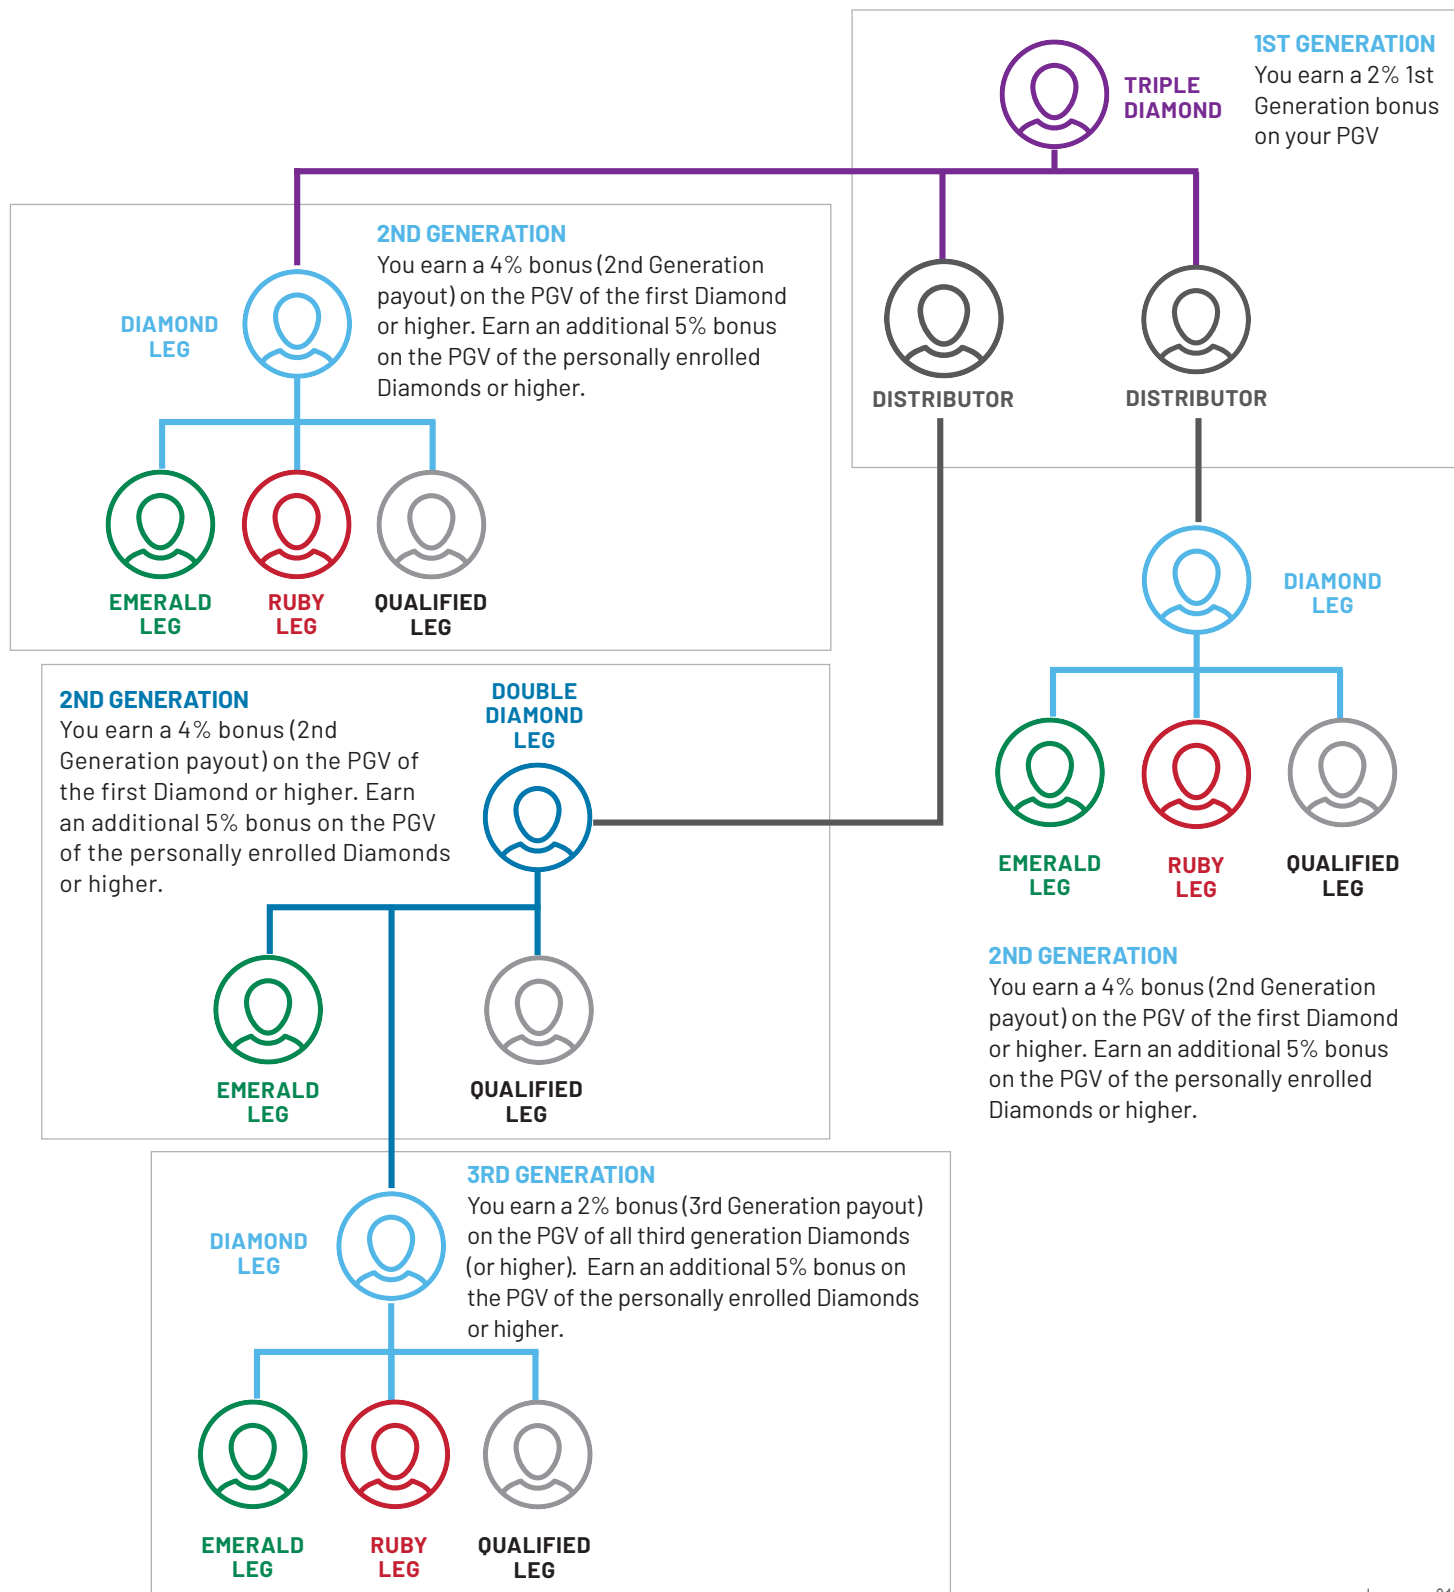 TRIPLE
DIAMOND
1ST GENERATION
You earn a 2% 1st
Generation bonus
on your PGV
2ND GENERATION
You earn a 4% bonus (2nd Generation
payout) on the PGV of the first Diamond
or higher. Earn an additional 5% bonus
on the PGV of the personally enrolled
Diamonds or higher.
DIAMOND
LEG
DISTRIBUTOR
DISTRIBUTOR
EMERALD
LEG
RUBY
LEG
QUALIFIED
LEG
DIAMOND
LEG
2ND GENERATION
You earn a 4% bonus (2nd
Generation payout) on the PGV of
the first Diamond or higher. Earn
an additional 5% bonus on the PGV
of the personally enrolled Diamonds
or higher.
DOUBLE
DIAMOND
LEG
EMERALD
LEG
RUBY
LEG
QUALIFIED
LEG
2ND GENERATION
You earn a 4% bonus (2nd Generation
payout) on the PGV of the first Diamond
or higher. Earn an additional 5% bonus
on the PGV of the personally enrolled
Diamonds or higher.
EMERALD
LEG
QUALIFIED
LEG
3RD GENERATION
You earn a 2% bonus (3rd Generation payout)
on the PGV of all third generation Diamonds
(or higher). Earn an additional 5% bonus on
the PGV of the personally enrolled Diamonds
or higher.
DIAMOND
LEG
EMERALD
LEG
RUBY
LEG
QUALIFIED
LEG